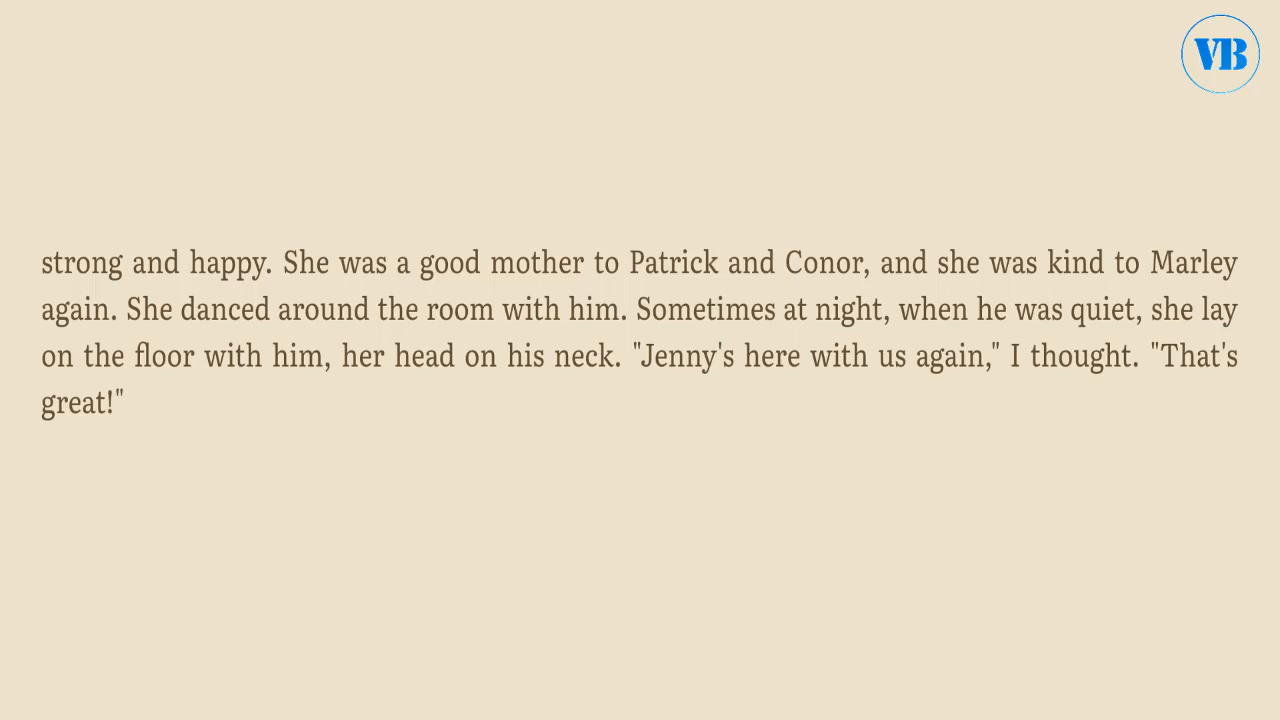 VB
strong and happy. She was a good mother to Patrick and Conor, and she was kind to Marley
again. She danced around the room with him. Sometimes at night, when he was quiet, she lay
on the floor with him, her head on his neck. "Jenny's here with us again," I thought. "That's
great!"